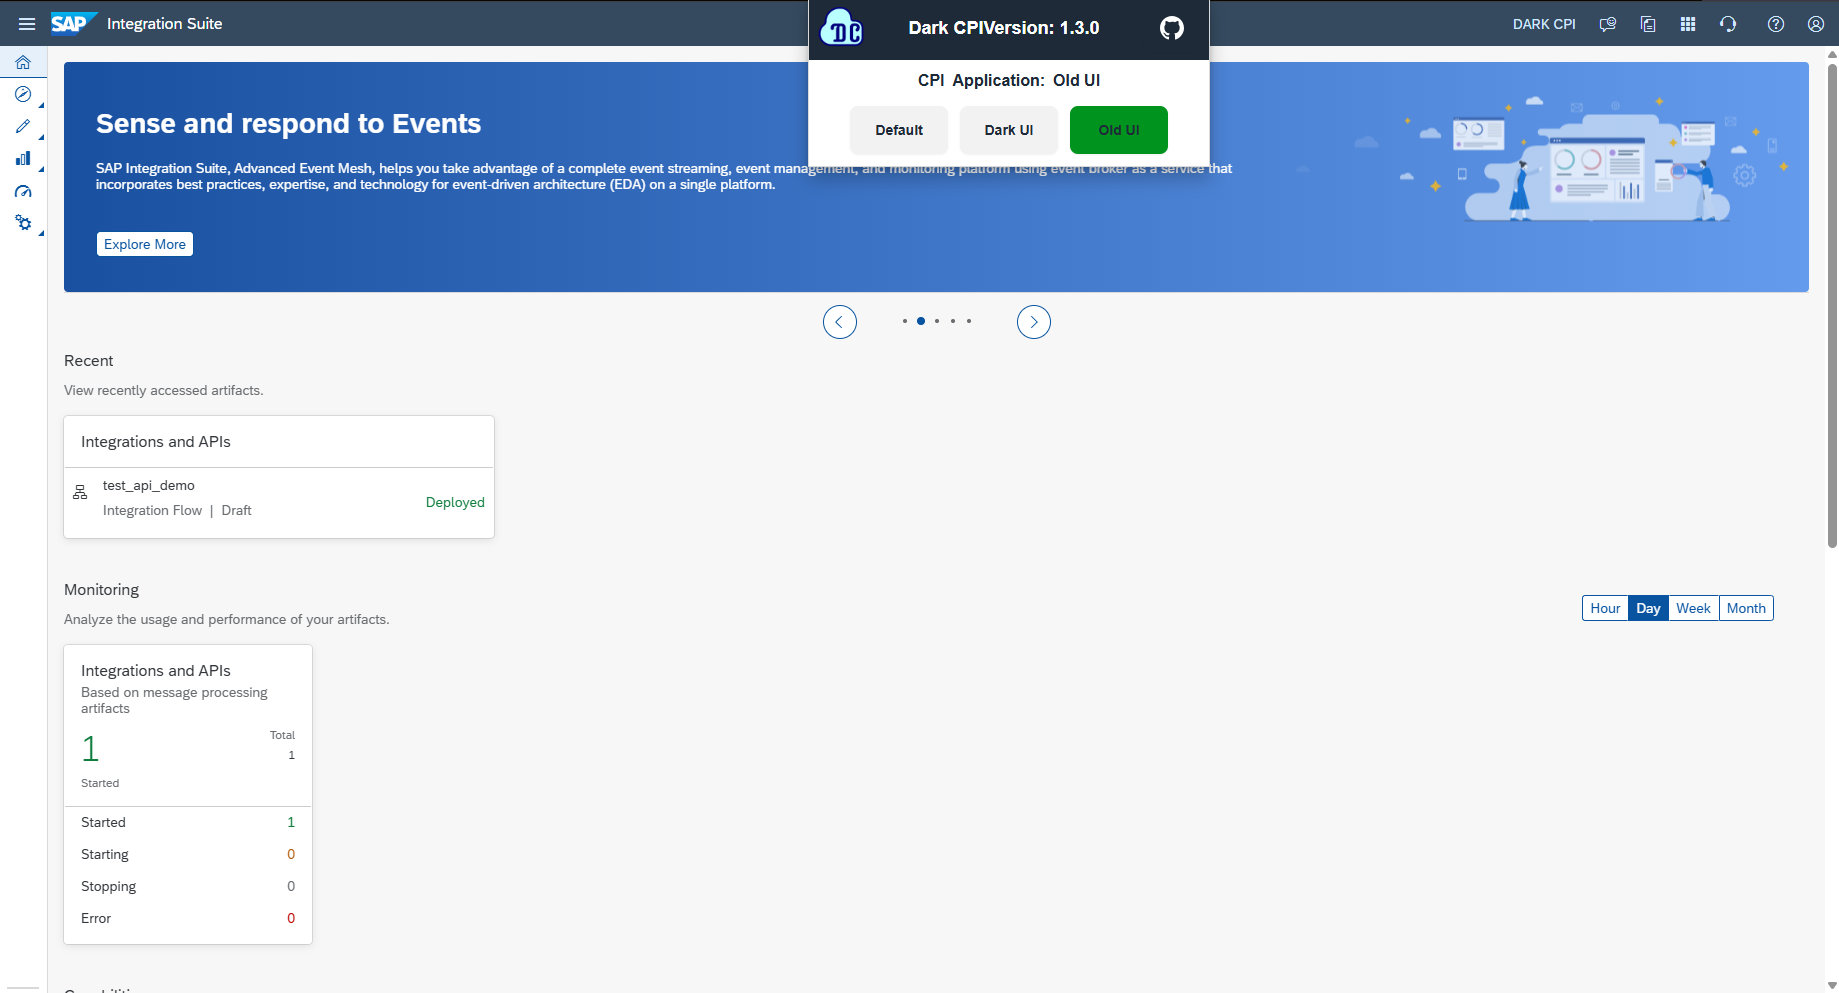 SAP Integration Suite
DC Dark CPIVersion: 1.3.0
DARK CPI
CPI Application: Old UI
Default Dark UI Old UI
Sense and respond to Events
SAP Integration Suite, Advanced Event Mesh, helps you take advantage of a complete event streaming, event management, and monitoring platform using event broker as a service that
incorporates best practices, expertise, and technology for event-driven architecture (EDA) on a single platform.
Explore More
Recent
View recently accessed artifacts.
Integrations and APIs
test_api_demo
Integration Flow | Draft
Deployed
Monitoring
Analyze the usage and performance of your artifacts.
Hour Day Week Month
Integrations and APIs
Based on message processing
artifacts
Total
1
1
Started
Started 1
Starting 0
Stopping 0
Error 0